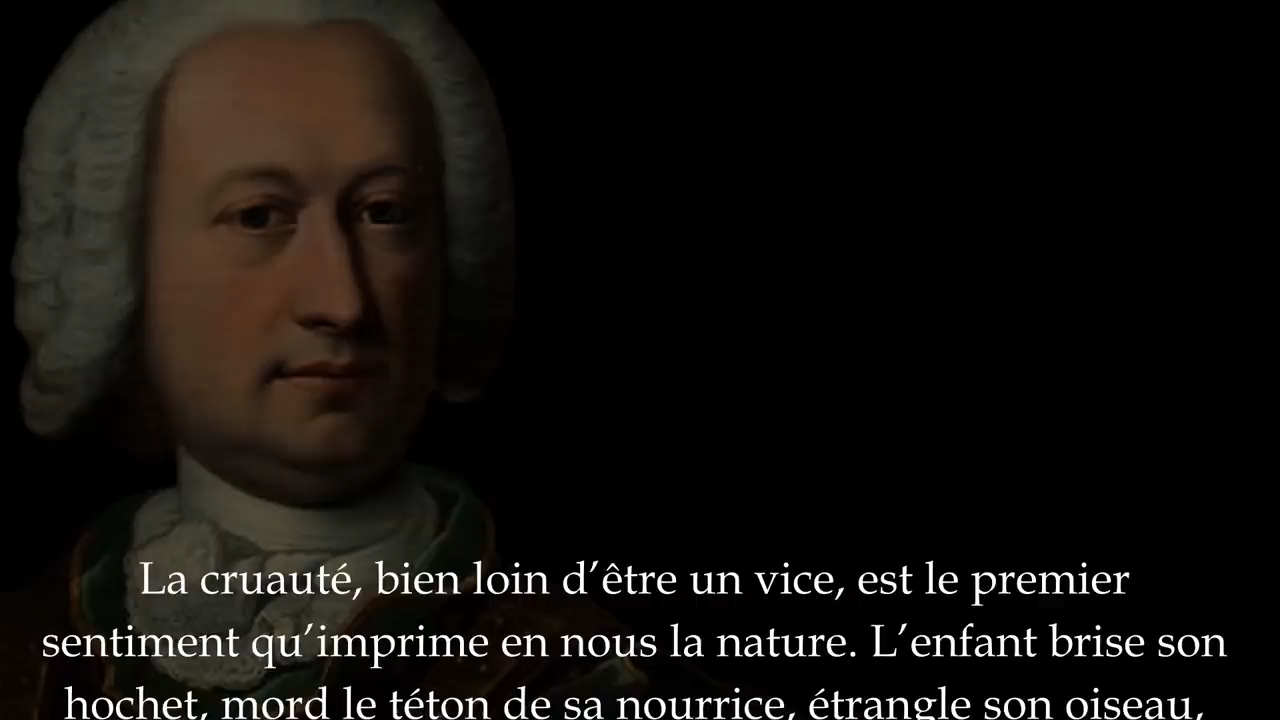 La cruauté, bien loin d’être un vice, est le premier
sentiment qu’imprime en nous la nature. L’enfant brise son
hochet, mord le téton de sa nourrice, étrangle son oiseau,